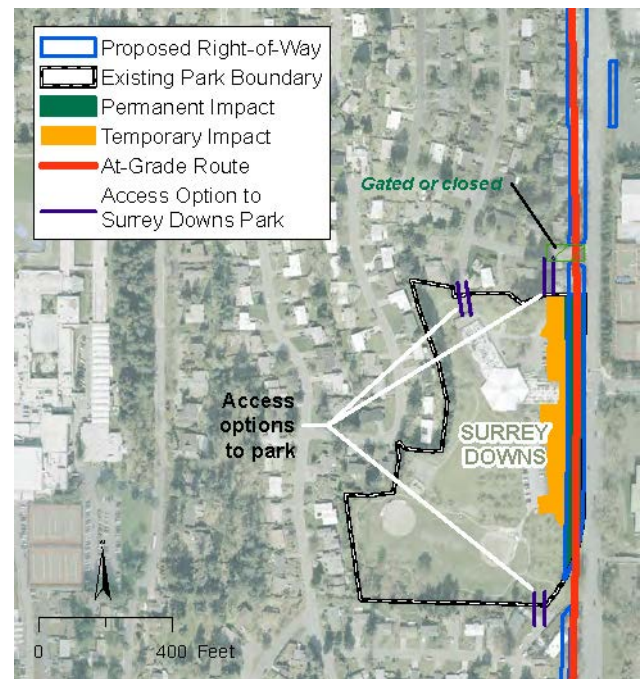 Proposed Right-of-Way
Existing Park Boundary
Permanent Impact
Temporary Impact
At-Grade Route
Access Option to
Surrey Downs Park
Gated or closed
Access
options
to park
SURREY
DOWNS
0
400 Feet